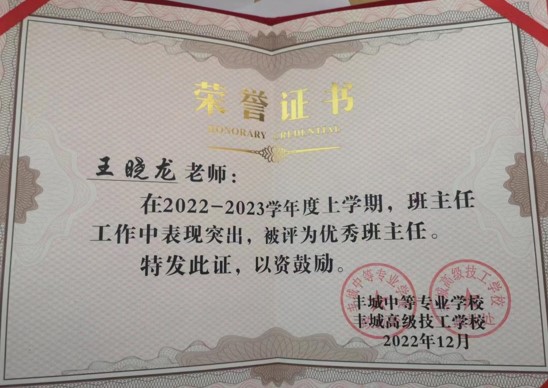 荣誉证书
HONORARY CREDENTIAL
王晓龙老师：
在2022-2023学年度上学期，班主任
工作中表现突出，被评为优秀班主任。
特发此证，以资鼓励。
丰城中等专业学校
丰城高级技工学校
2022年12月